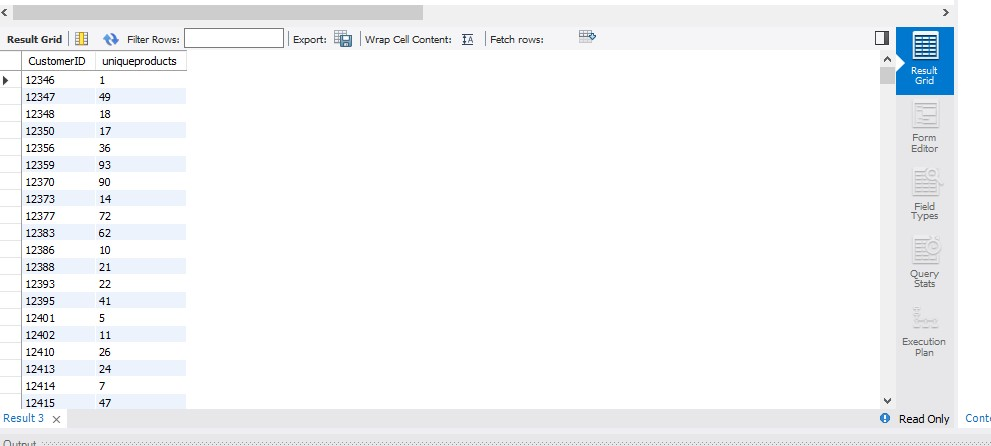 Result Grid Filter Rows: Export: Wrap Cell Content: Fetch rows:
CustomerID uniqueproducts
12346 1
12347 49
12348 18
12350 17
12356 36
12359 93
12370 90
12373 14
12377 72
12383 62
12386 10
12388 21
12393 22
12395 41
12401 5
12402 11
12410 26
12413 24
12414 7
12415 47
Result
Grid
Form
Editor
Field
Types
Query
Stats
Execution
Plan
Result 3 Read Only Conte
Output